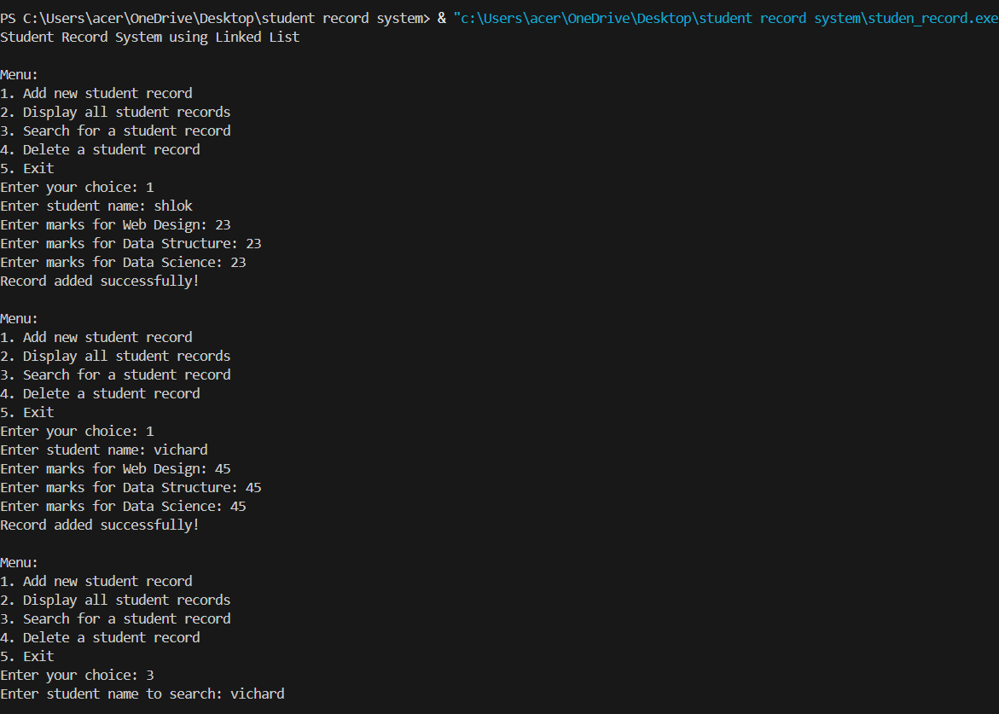 PS C:\Users\acer\OneDrive\Desktop\student record system> & "c:\Users\acer\OneDrive\Desktop\student record system\studen_record.exe
Student Record System using Linked List
Menu:
1. Add new student record
2. Display all student records
3. Search for a student record
4. Delete a student record
5. Exit
Enter your choice: 1
Enter student name: shlok
Enter marks for Web Design: 23
Enter marks for Data Structure: 23
Enter marks for Data Science: 23
Record added successfully!
Menu:
1. Add new student record
2. Display all student records
3. Search for a student record
4. Delete a student record
5. Exit
Enter your choice: 1
Enter student name: vichard
Enter marks for Web Design: 45
Enter marks for Data Structure: 45
Enter marks for Data Science: 45
Record added successfully!
Menu:
1. Add new student record
2. Display all student records
3. Search for a student record
4. Delete a student record
5. Exit
Enter your choice: 3
Enter student name to search: vichard